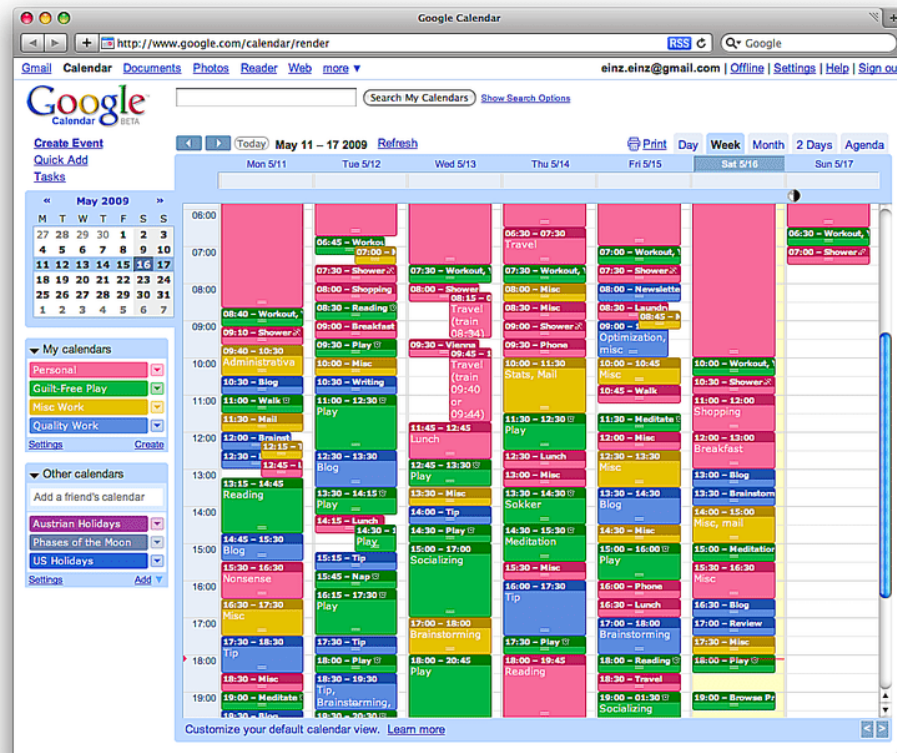 Google Calendar
http://www.google.com/calendar/render
RSS
Google
Gmail Calendar Documents Photos Reader Web more ▼
einz.einz@gmail.com | Offline | Settings | Help | Sign ou
Google
Calendar BETA
Search My Calendars
Show Search Options
Create Event
Quick Add
Tasks
Today May 11 – 17 2009 Refresh
Print Day Week Month 2 Days Agenda
« May 2009 »
M T W T F S S
27 28 29 30 1 2 3
4 5 6 7 8 9 10
11 12 13 14 15 16 17
18 19 20 21 22 23 24
25 26 27 28 29 30 31
1 2 3 4 5 6 7
My calendars
Personal
Guilt-Free Play
Misc Work
Quality Work
Settings Create
Other calendars
Add a friend's calendar
Austrian Holidays
Phases of the Moon
US Holidays
Settings Add ▼
Mon 5/11 Tue 5/12 Wed 5/13 Thu 5/14 Fri 5/15 Sat 5/16 Sun 5/17
06:00
07:00
08:00
09:00
10:00
11:00
12:00
13:00
14:00
15:00
16:00
17:00
18:00
19:00
08:40 – Workout,
09:10 – Shower
09:40 – 10:30
Administrativa
10:30 – Blog
11:00 – Walk
11:30 – Mail
12:00 – Brainst
12:15 – T
12:30 – L
12:45 – L
13:15 – 14:45
Reading
14:45 – 15:30
Blog
15:30 – 16:30
Nonsense
16:30 – 17:30
Misc
17:30 – 18:30
Tip
18:30 – Misc
19:00 – Meditate
19:30 – Blog
06:45 – Workou
07:00 –
07:30 – Shower
08:00 – Shopping
08:30 – Reading
09:00 – Breakfast
09:30 – Play
10:00 – Misc
10:30 – Writing
11:00 – 12:30
Play
12:30 – 13:30
Blog
13:30 – 14:15
Play
14:15 – Lunch
14:30 – 1
Play
15:15 – Tip
15:45 – Nap
16:15 – 17:30
Play
17:30 – Tip
18:00 – Play
18:30 – 19:30
Tip,
Brainstorming,
19:30 – 20:30
07:30 – Workout,
08:00 – Shower
08:15 –
Travel
(train
08:34)
09:30 – Vienna
09:45 – 1
Travel
(train
09:40
or
09:44)
11:45 – 12:45
Lunch
12:45 – 13:30
Play
13:30 – Misc
14:00 – Tip
14:30 – Play
15:00 – 17:00
Socializing
17:00 – 18:00
Brainstorming
18:00 – 20:45
Play
06:30 – 07:30
Travel
07:30 – Workout,
08:00 – Misc
08:30 – Misc
09:00 – Shower
09:30 – Phone
10:00 – 11:30
Stats, Mail
11:30 – 12:30
Play
12:30 – Lunch
13:00 – Misc
13:30 – 14:30
Sokker
14:30 – 15:30
Meditation
15:30 – Misc
16:00 – 17:30
Tip
17:30 – Play
18:00 – 19:45
Reading
07:00 – Workout,
07:30 – Shower
08:00 – Newslette
08:30 – Laundr
08:45 –
09:00 – 1
Optimization,
misc
10:00 – 10:45
Misc
10:45 – Walk
11:30 – Meditate
12:00 – Misc
12:30 – 13:30
Misc
13:30 – 14:30
Blog
14:30 – Misc
15:00 – 16:00
Play
16:00 – Phone
16:30 – Lunch
17:00 – 18:00
Brainstorming
18:00 – Reading
18:30 – Travel
19:00 – 01:30
Socializing
10:00 – Workout,
10:30 – Shower
11:00 – 12:00
Shopping
12:00 – 13:00
Breakfast
13:00 – Blog
13:30 – Brainstorm
14:00 – 15:00
Misc, mail
15:00 – Meditation
15:30 – 16:30
Misc
16:30 – Blog
17:00 – Review
17:30 – Misc
18:00 – Play
19:00 – Browse Pr
06:30 – Workout,
07:00 – Shower
Customize your default calendar view. Learn more